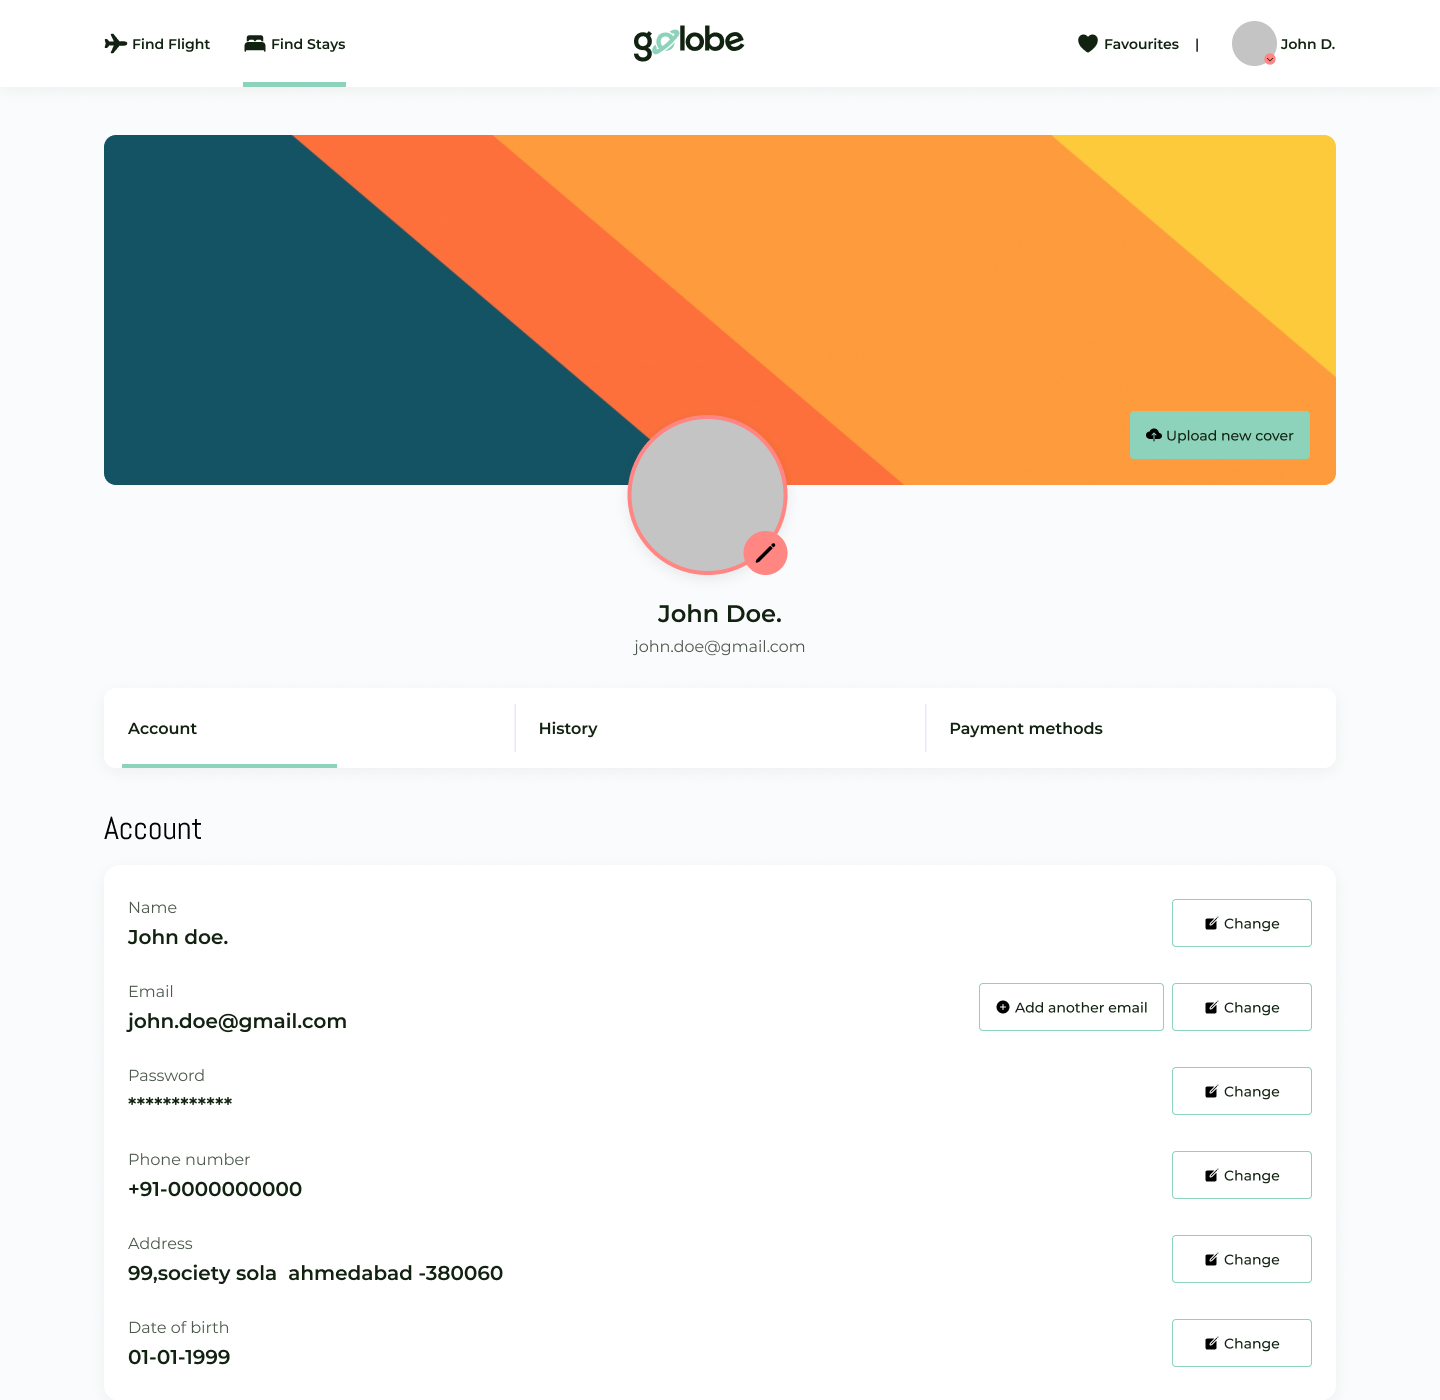 Find Flight
Find Stays
golobe
Favourites |
John D.
Upload new cover
John Doe.
john.doe@gmail.com
Account
History
Payment methods
Account
Name
John doe.
Change
Email
john.doe@gmail.com
Add another email
Change
Password
************
Change
Phone number
+91-0000000000
Change
Address
99,society sola  ahmedabad -380060
Change
Date of birth
01-01-1999
Change